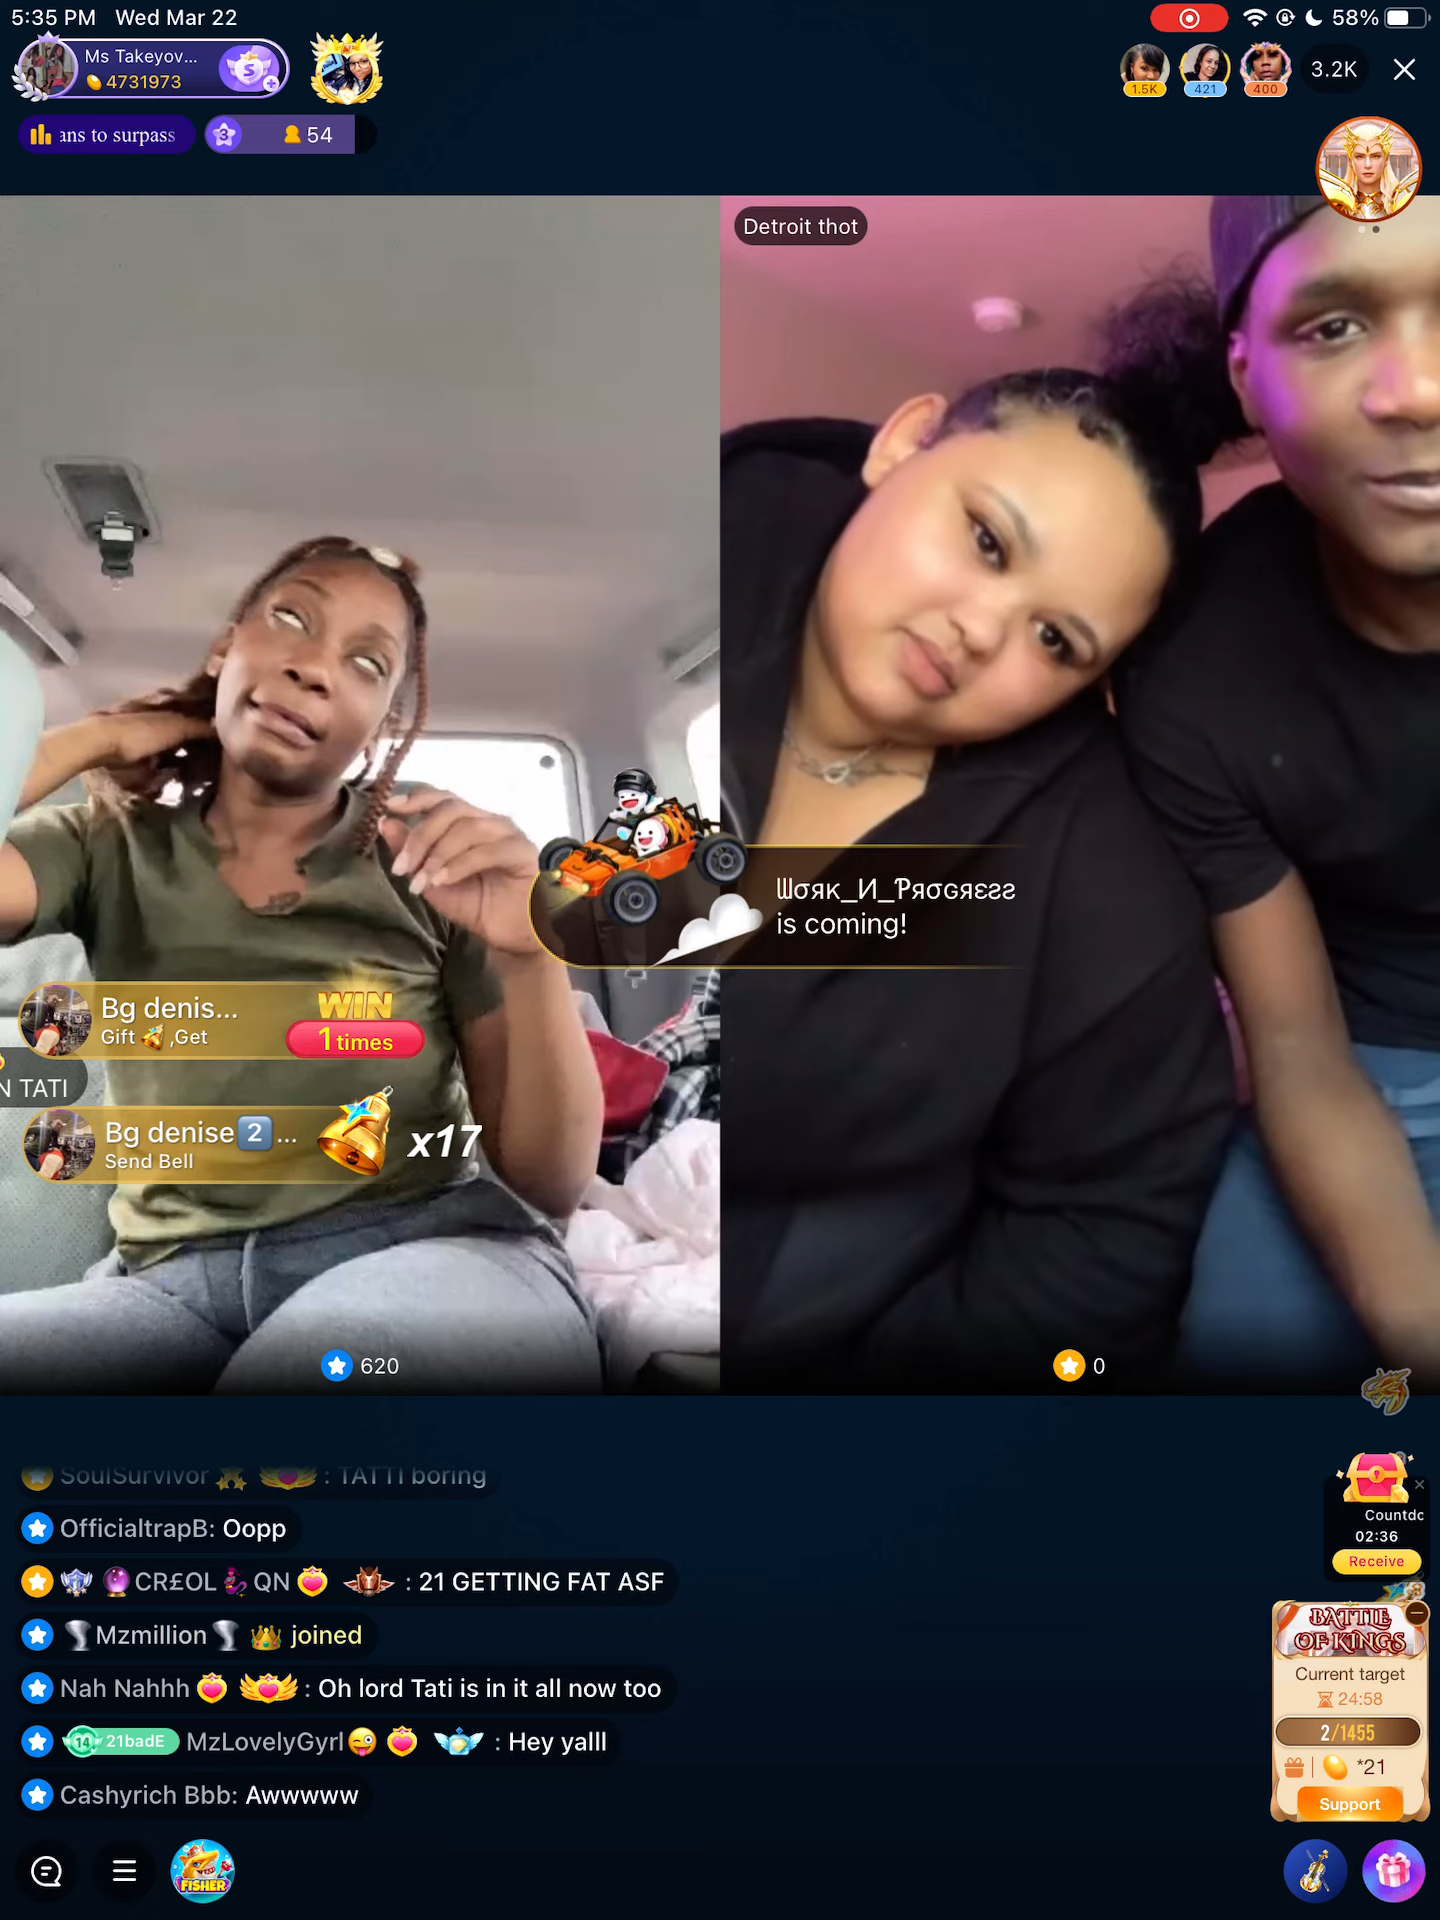 5:35 PM Wed Mar 22
58%
Ms Takeyov...
4731973
S
1.5K
421
400
3.2K
ans to surpass
3
54
Detroit thot
Ɯσяк_И_Ƥяσɢяɛƨƨ
is coming!
Bg denis...
Gift ,Get
WIN
1 times
N TATI
Bg denise 2 ...
Send Bell
x17
620
0
SoulSurvivor : TATTI boring
OfficialtrapB: Oopp
CR£OL QN : 21 GETTING FAT ASF
Mzmillion joined
Nah Nahhh : Oh lord Tati is in it all now too
14 21badE MzLovelyGyrl : Hey yalll
Cashyrich Bbb: Awwwww
Countdc
02:36
Receive
BATTLE
OF KINGS
Current target
24:58
2/1455
*21
Support
FISHER